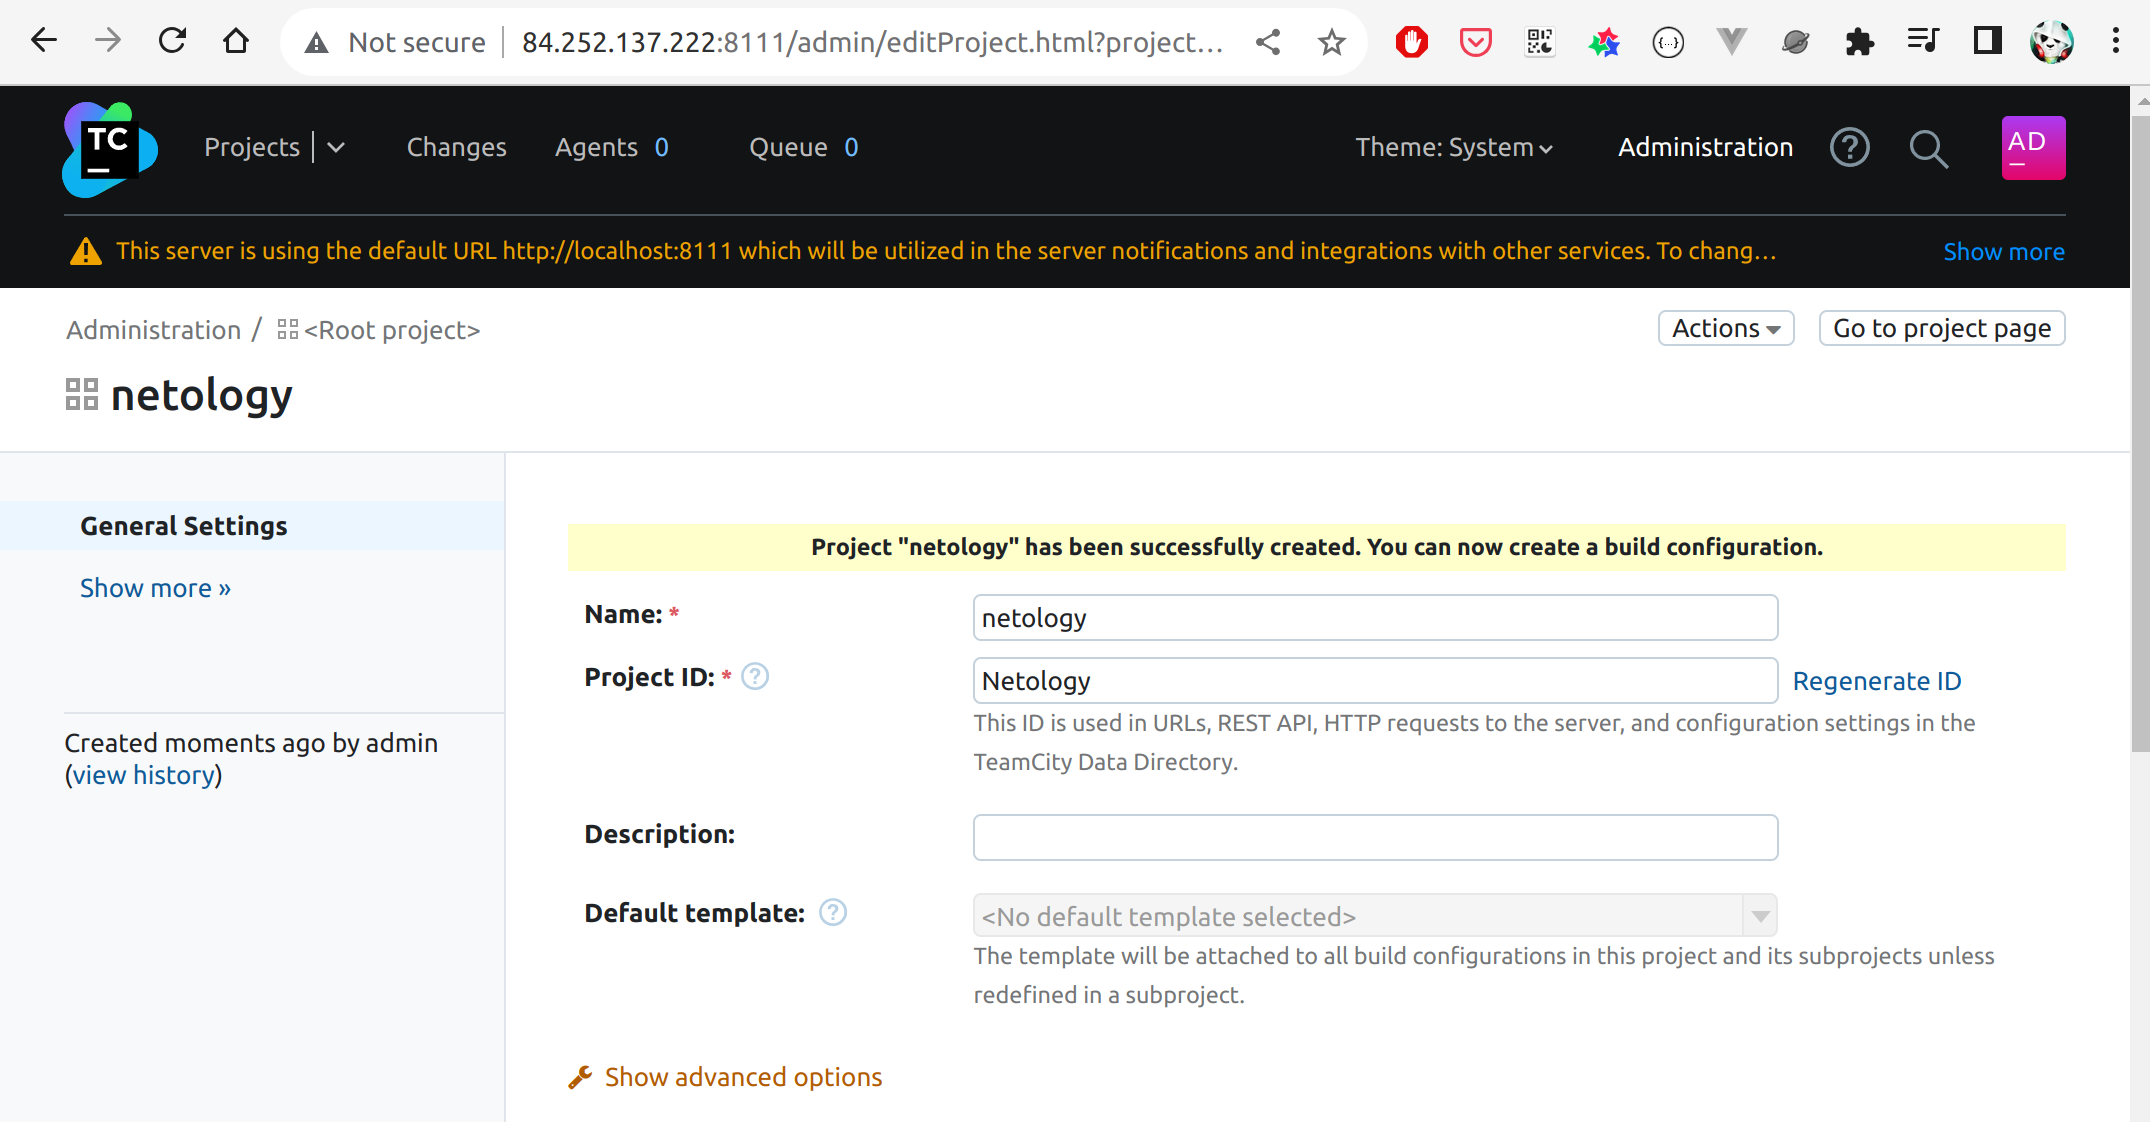 Not secure | 84.252.137.222:8111/admin/editProject.html?project...
TC
Projects
Changes
Agents 0
Queue 0
Theme: System
Administration
AD
This server is using the default URL http://localhost:8111 which will be utilized in the server notifications and integrations with other services. To chang...
Show more
Administration / <Root project>
Actions
Go to project page
netology
General Settings
Show more »
Created moments ago by admin
(view history)
Project "netology" has been successfully created. You can now create a build configuration.
Name: *
netology
Project ID: * ?
Netology
Regenerate ID
This ID is used in URLs, REST API, HTTP requests to the server, and configuration settings in the
TeamCity Data Directory.
Description:
Default template: ?
<No default template selected>
The template will be attached to all build configurations in this project and its subprojects unless
redefined in a subproject.
Show advanced options